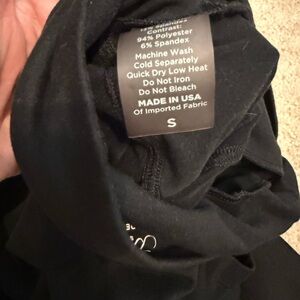 Spandex
Contrast:
94% Polyester
6% Spandex
Machine Wash
Cold Separately
Quick Dry Low Heat
Do Not Iron
Do Not Bleach
MADE IN USA
Of Imported Fabric
S